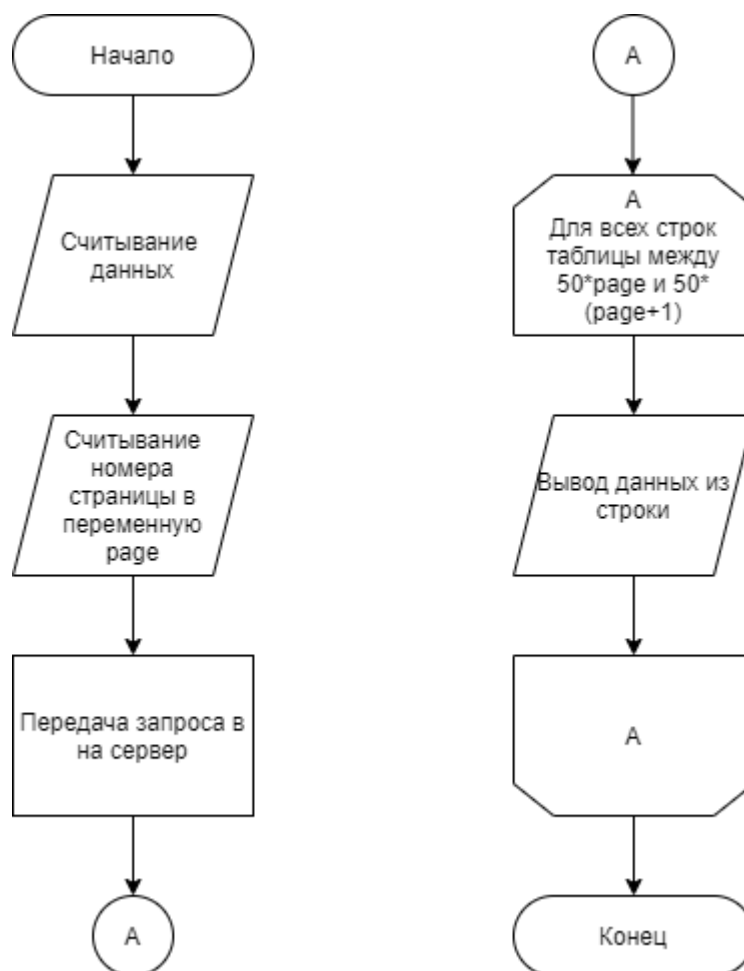 Начало
Считывание
данных
Считывание
номера
страницы в
переменную
page
Передача запроса в
на сервер
A
A
A
Для всех строк
таблицы между
50*page и 50*
(page+1)
Вывод данных из
строки
A
Конец